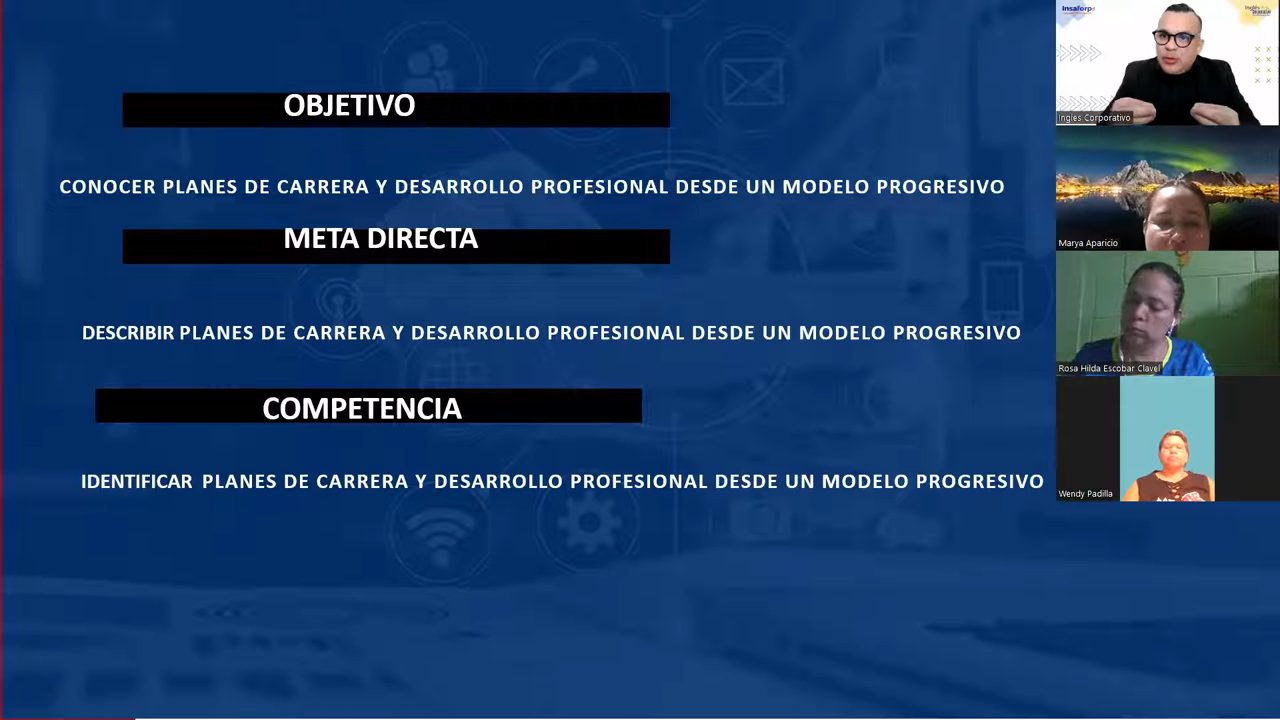 OBJETIVO
CONOCER PLANES DE CARRERA Y DESARROLLO PROFESIONAL DESDE UN MODELO PROGRESIVO
META DIRECTA
DESCRIBIR PLANES DE CARRERA Y DESARROLLO PROFESIONAL DESDE UN MODELO PROGRESIVO
COMPETENCIA
IDENTIFICAR PLANES DE CARRERA Y DESARROLLO PROFESIONAL DESDE UN MODELO PROGRESIVO
Insaforp
Ingles Corporativo
Marya Aparicio
Rosa Hilda Escobar Clavel
Wendy Padilla